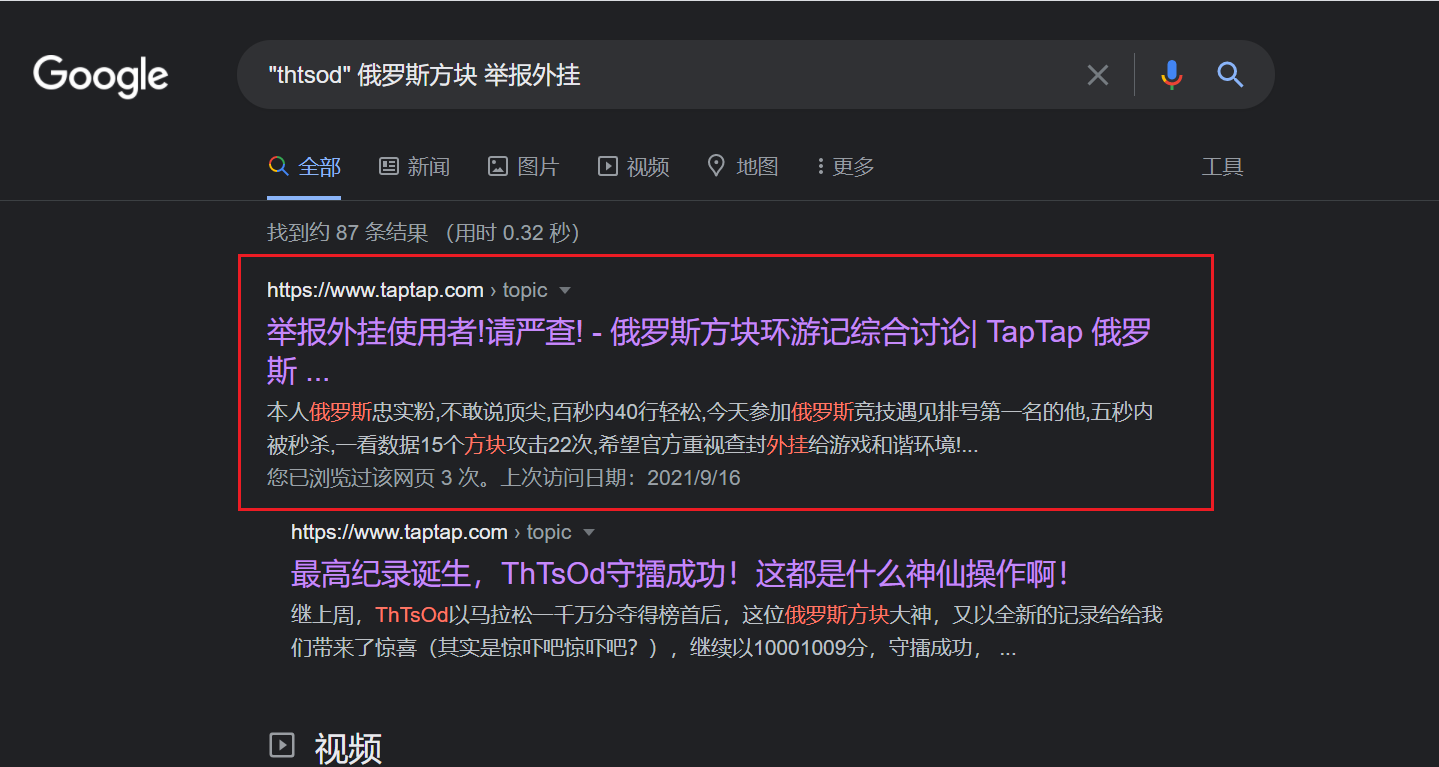 Google
"thtsod" 俄罗斯方块 举报外挂
全部 新闻 图片 视频 地图 更多 工具
找到约 87 条结果 （用时 0.32 秒）
https://www.taptap.com › topic
举报外挂使用者!请严查! - 俄罗斯方块环游记综合讨论| TapTap 俄罗
斯 ...
本人俄罗斯忠实粉,不敢说顶尖,百秒内40行轻松,今天参加俄罗斯竞技遇见排号第一名的他,五秒内
被秒杀,一看数据15个方块攻击22次,希望官方重视查封外挂给游戏和谐环境!...
您已浏览过该网页 3 次。上次访问日期：2021/9/16
https://www.taptap.com › topic
最高纪录诞生，ThTsOd守擂成功！这都是什么神仙操作啊！
继上周，ThTsOd以马拉松一千万分夺得榜首后，这位俄罗斯方块大神，又以全新的记录给给我
们带来了惊喜（其实是惊吓吧惊吓吧？），继续以10001009分，守擂成功， ...
视频